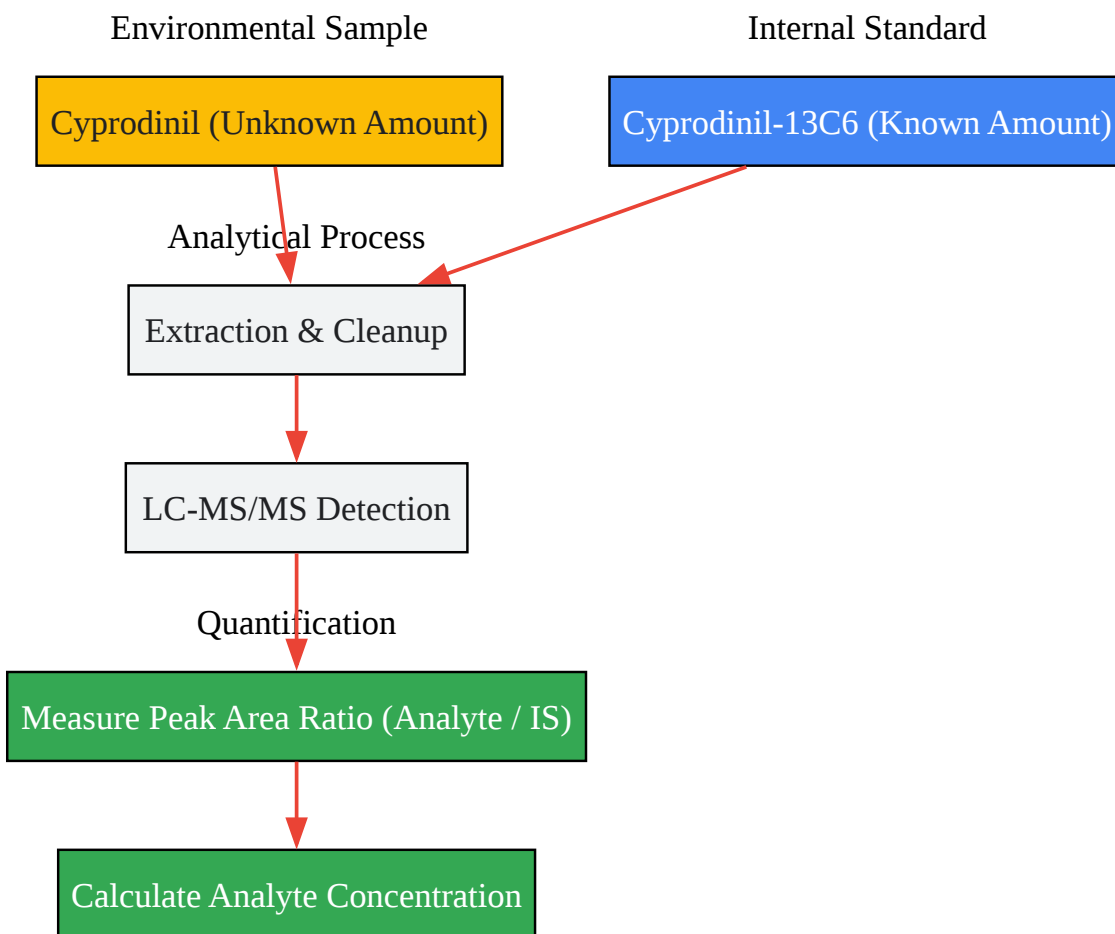 Environmental Sample
Internal Standard
Cyprodinil (Unknown Amount)
Cyprodinil-13C6 (Known Amount)
Analytical Process
Extraction & Cleanup
LC-MS/MS Detection
Quantification
Measure Peak Area Ratio (Analyte / IS)
Calculate Analyte Concentration